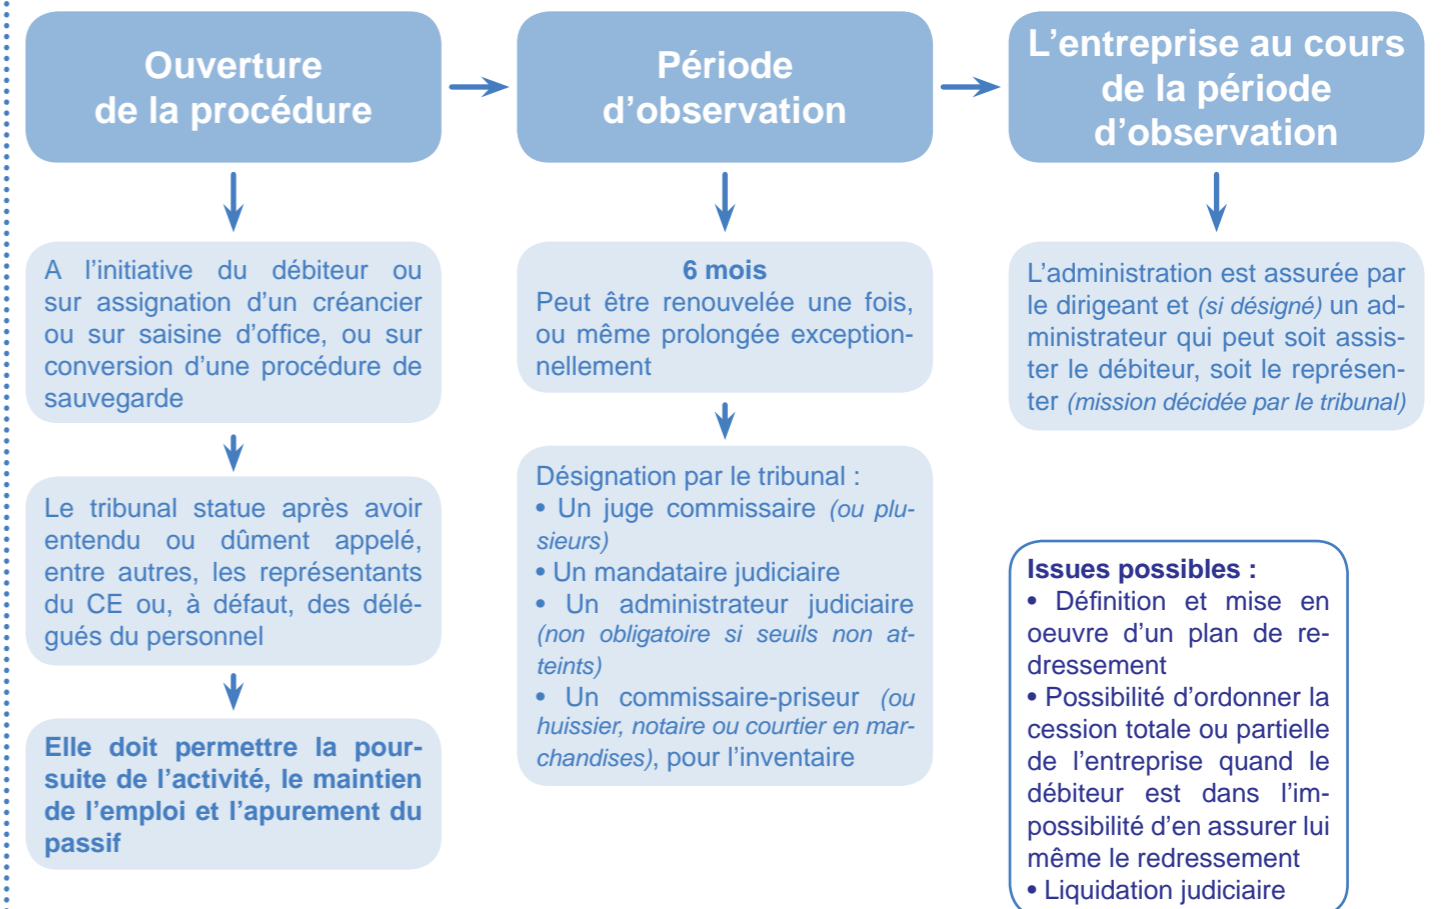 Ouverture
de la procédure
A l’initiative du débiteur ou
sur assignation d’un créancier
ou sur saisine d’office, ou sur
conversion d’une procédure de
sauvegarde
Le tribunal statue après avoir
entendu ou dûment appelé,
entre autres, les représentants
du CE ou, à défaut, des délé-
gués du personnel
Elle doit permettre la pour-
suite de l’activité, le maintien
de l’emploi et l’apurement du
passif
Période
d’observation
6 mois
Peut être renouvelée une fois,
ou même prolongée exception-
nellement
Désignation par le tribunal :
• Un juge commissaire (ou plu-
sieurs)
• Un mandataire judiciaire
• Un administrateur judiciaire
(non obligatoire si seuils non at-
teints)
• Un commissaire-priseur (ou
huissier, notaire ou courtier en mar-
chandises), pour l’inventaire
L’entreprise au cours
de la période
d’observation
L’administration est assurée par
le dirigeant et (si désigné) un ad-
ministrateur qui peut soit assis-
ter le débiteur, soit le représen-
ter (mission décidée par le tribunal)
Issues possibles :
• Définition et mise en
oeuvre d’un plan de re-
dressement
• Possibilité d’ordonner la
cession totale ou partielle
de l’entreprise quand le
débiteur est dans l’im-
possibilité d’en assurer lui
même le redressement
• Liquidation judiciaire